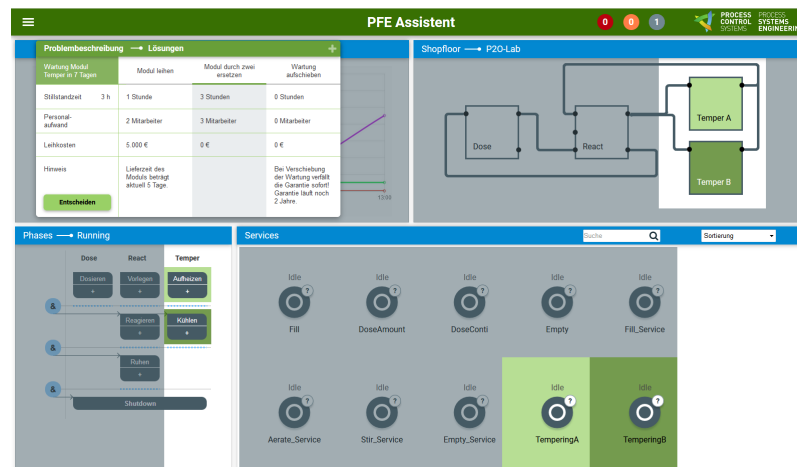 PFE Assistent
0
0
1
PROCESS CONTROL SYSTEMS
PROCESS SYSTEMS ENGINEERIN
Problembeschreibung Lösungen +
Wartung Modul Temper in 7 Tagen
Modul leihen
Modul durch zwei ersetzen
Wartung aufschieben
Stillstandzeit 3 h
1 Stunde
3 Stunden
0 Stunden
Personal-
aufwand
2 Mitarbeiter
3 Mitarbeiter
0 Mitarbeiter
Leihkosten
5.000 €
0 €
0 €
Hinweis
Lieferzeit des
Moduls beträgt
aktuell 5 Tage.
Bei Verschiebung
der Wartung verfällt
die Garantie sofort!
Garantie läuft noch
2 Jahre.
Entscheiden
13:00
Shopfloor P2O-Lab
Dose
React
Temper A
Temper B
Phases Running
Dose React Temper
Dosieren Vorlegen Aufheizen
+ + +
&
Reagieren Kühlen
+ +
&
Ruhen
+
&
Shutdown
Services
Suche
Sortierung
Idle Idle Idle Idle Idle
? ? ? ? ?
Fill DoseAmount DoseConti Empty Fill_Service
Idle Idle Idle Idle Idle
? ? ? ? ?
Aerate_Service Stir_Service Empty_Service TemperingA TemperingB